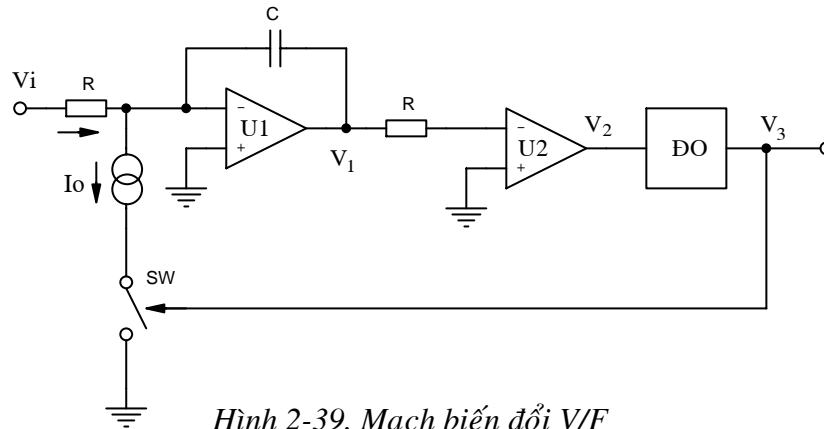 C
Vi
R
−
U1
+
V1
R
−
U2
+
V2
ĐO
V3
Io
SW
Hình 2-39. Mạch biến đổi V/F